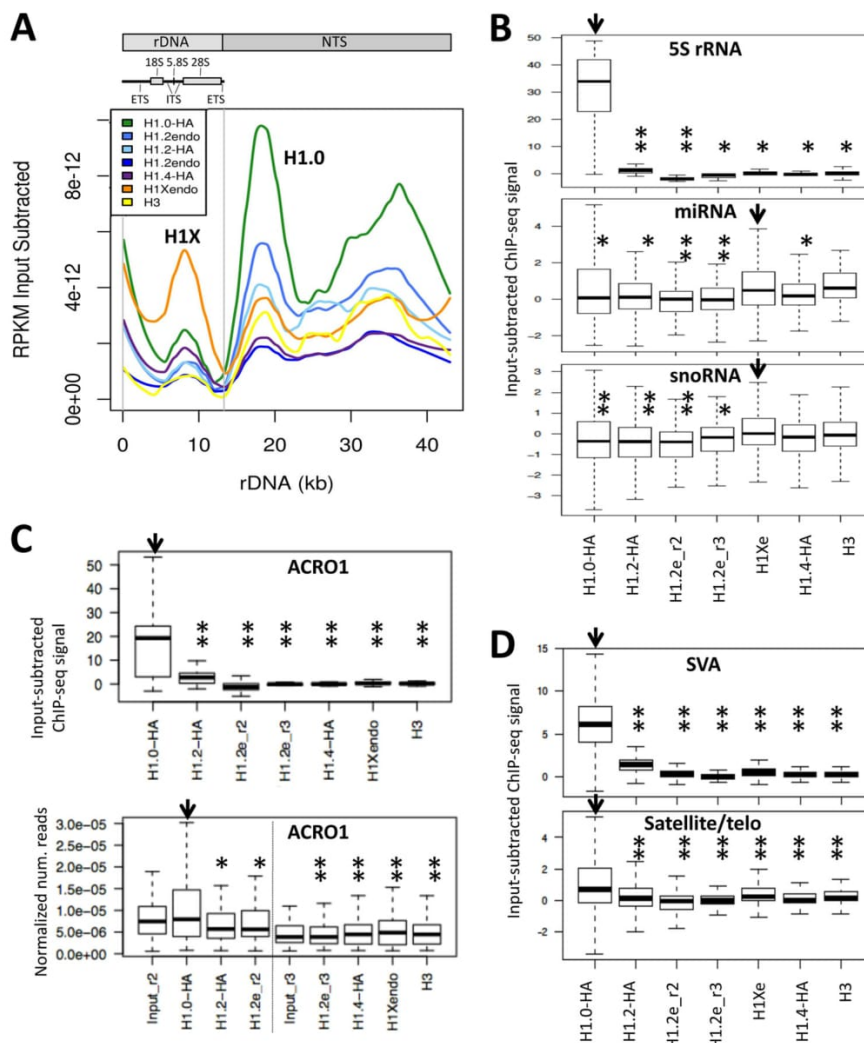 A
rDNA NTS
18S 5.8S 28S
ETS ITS ETS
H1.0-HA
H1.2endo
H1.2-HA
H1.2endo
H1.4-HA
H1Xendo
H3
H1.0
H1X
RPKM Input Subtracted
0e+00
4e-12
8e-12
0 10 20 30 40
rDNA (kb)
B
Input-subtracted ChIP-seq signal
5S rRNA
50
40
30
20
10
0
* * * * * * * *
miRNA
4
2
0
-2
* * * * * * *
snoRNA
3
2
1
0
-1
-2
-3
* * * * * * *
H1.0-HA H1.2-HA H1.2e_r2 H1.2e_r3 H1Xe H1.4-HA H3
C
Input-subtracted
ChIP-seq signal
ACRO1
50
40
30
20
10
0
* * * * * * * * * * * *
H1.0-HA H1.2-HA H1.2e_r2 H1.2e_r3 H1.4-HA H1Xendo H3
Normalized num. reads
ACRO1
3.0e-05
2.5e-05
2.0e-05
1.5e-05
1.0e-05
5.0e-06
0.0e+00
* * * * * * * * * *
Input_r2 H1.0-HA H1.2-HA H1.2e_r2 Input_r3 H1.2e_r3 H1.4-HA H1Xendo H3
D
Input-subtracted ChIP-seq signal
SVA
15
10
5
0
* * * * * * * * * * * *
Satellite/telo
4
2
0
-2
* * * * * * * * * * * *
H1.0-HA H1.2-HA H1.2e_r2 H1.2e_r3 H1Xe H1.4-HA H3